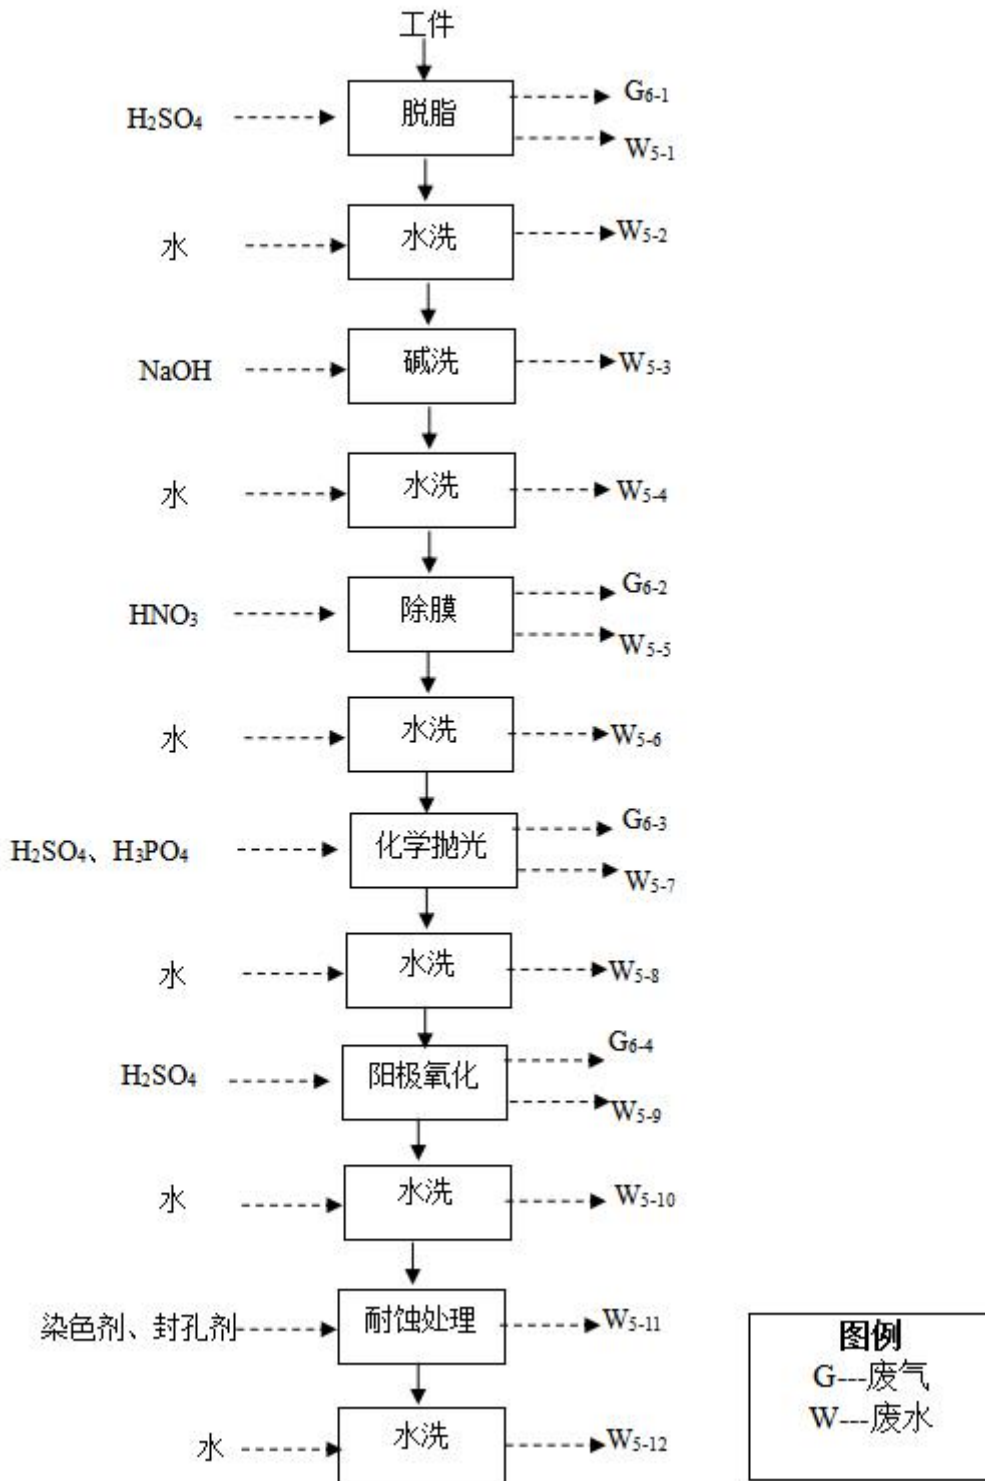 工件
H₂SO₄
脱脂
G₆₋₁
W₅₋₁
水
水洗
W₅₋₂
NaOH
碱洗
W₅₋₃
水
水洗
W₅₋₄
HNO₃
除膜
G₆₋₂
W₅₋₅
水
水洗
W₅₋₆
H₂SO₄、H₃PO₄
化学抛光
G₆₋₃
W₅₋₇
水
水洗
W₅₋₈
H₂SO₄
阳极氧化
G₆₋₄
W₅₋₉
水
水洗
W₅₋₁₀
染色剂、封孔剂
耐蚀处理
W₅₋₁₁
水
水洗
W₅₋₁₂
图例
G---废气
W---废水